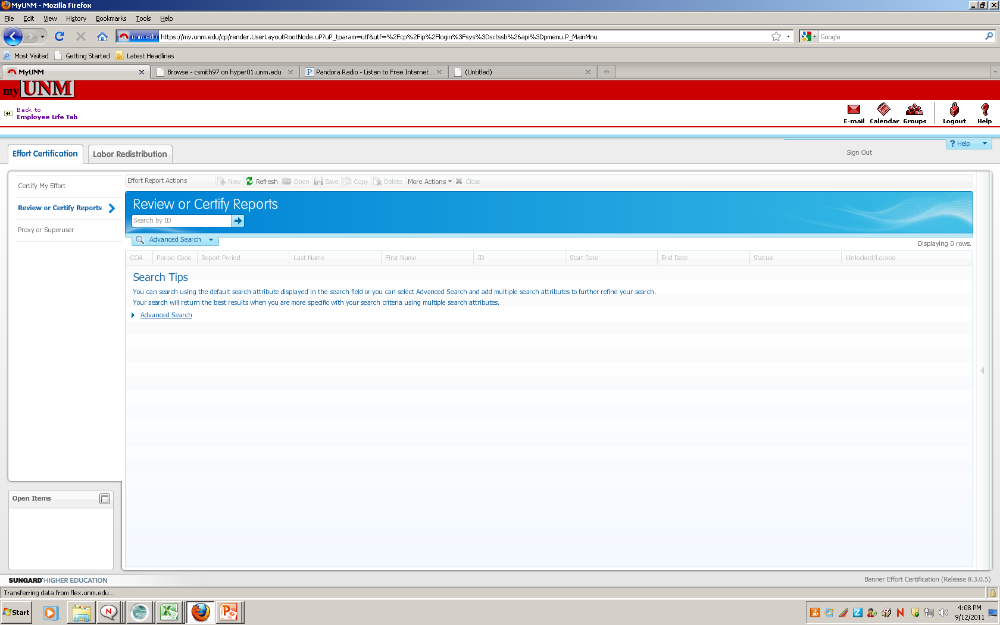 MyUNM - Mozilla Firefox
File Edit View History Bookmarks Tools Help
unm.edu https://my.unm.edu/cp/render.UserLayoutRootNode.uP?uP_tparam=utf&utf=%2Fcp%2Fip%2Flogin%3Fsys%3Dsctssb%26api%3Dpmenu.P_MainMnu
Google
Most Visited Getting Started Latest Headlines
MyUNM Browse - csmith97 on hyper01.unm.edu Pandora Radio - Listen to Free Internet... (Untitled)
my UNM
Back to
Employee Life Tab
E-mail Calendar Groups Logout Help
Help
Sign Out
Effort Certification Labor Redistribution
Certify My Effort
Review or Certify Reports
Proxy or Superuser
Effort Report Actions New Refresh Open Save Copy Delete More Actions Close
Review or Certify Reports
Search by ID
Advanced Search
Displaying 0 rows.
COA Period Code Report Period Last Name First Name ID Start Date End Date Status Unlocked/Locked
Search Tips
You can search using the default search attribute displayed in the search field or you can select Advanced Search and add multiple search attributes to further refine your search.
Your search will return the best results when you are more specific with your search criteria using multiple search attributes.
Advanced Search
Open Items
SUNGARD HIGHER EDUCATION
Banner Effort Certification (Release 8.3.0.5)
Transferring data from flex.unm.edu...
Start
4:08 PM
9/12/2011